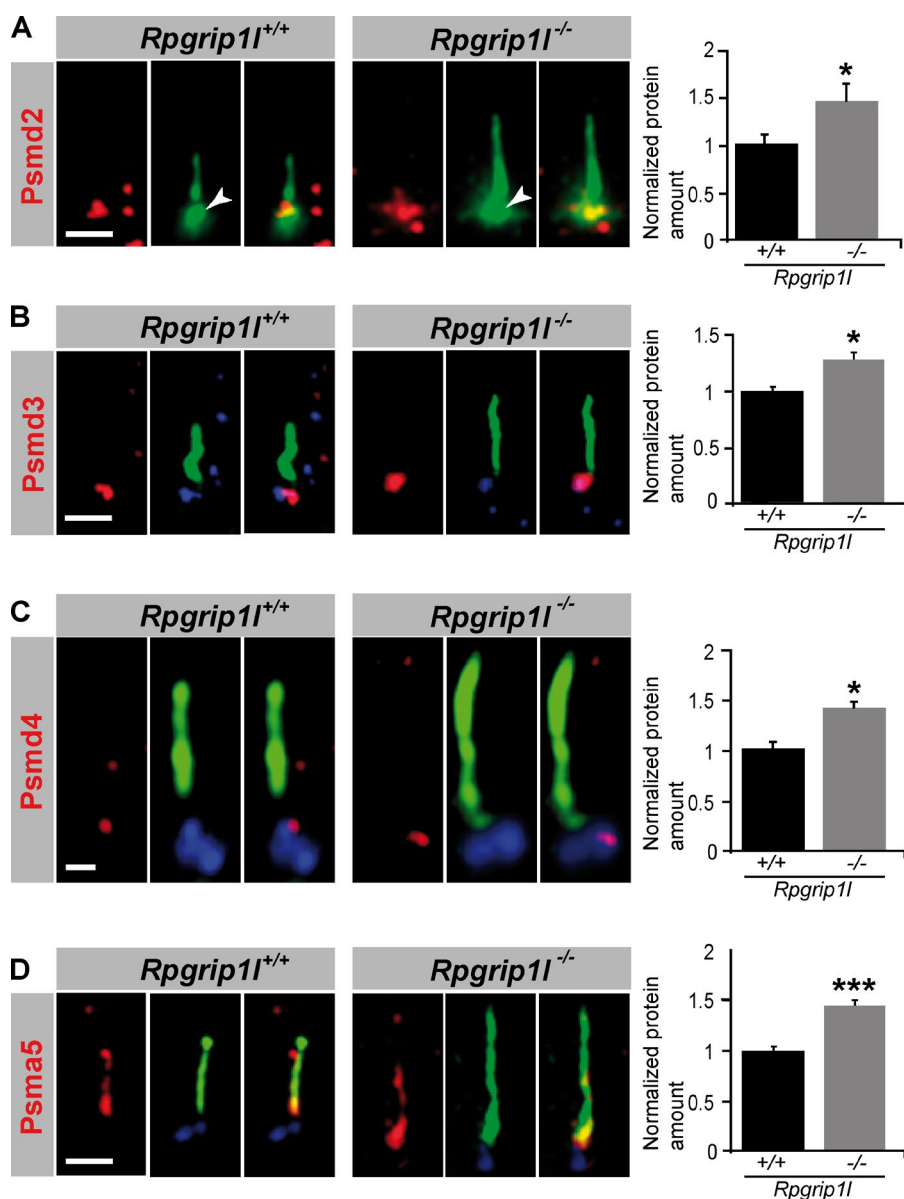 A
Rpgrip1l+/+
Rpgrip1l-/-
Psmd2
Normalized protein
amount
2
1.5
1
0.5
0
*
+/+
-/-
Rpgrip1l
B
Rpgrip1l+/+
Rpgrip1l-/-
Psmd3
Normalized protein
amount
1.5
1
0.5
0
*
+/+
-/-
Rpgrip1l
C
Rpgrip1l+/+
Rpgrip1l-/-
Psmd4
Normalized protein
amount
2
1.5
1
0.5
0
*
+/+
-/-
Rpgrip1l
D
Rpgrip1l+/+
Rpgrip1l-/-
Psma5
Normalized protein
amount
2
1.5
1
0.5
0
***
+/+
-/-
Rpgrip1l